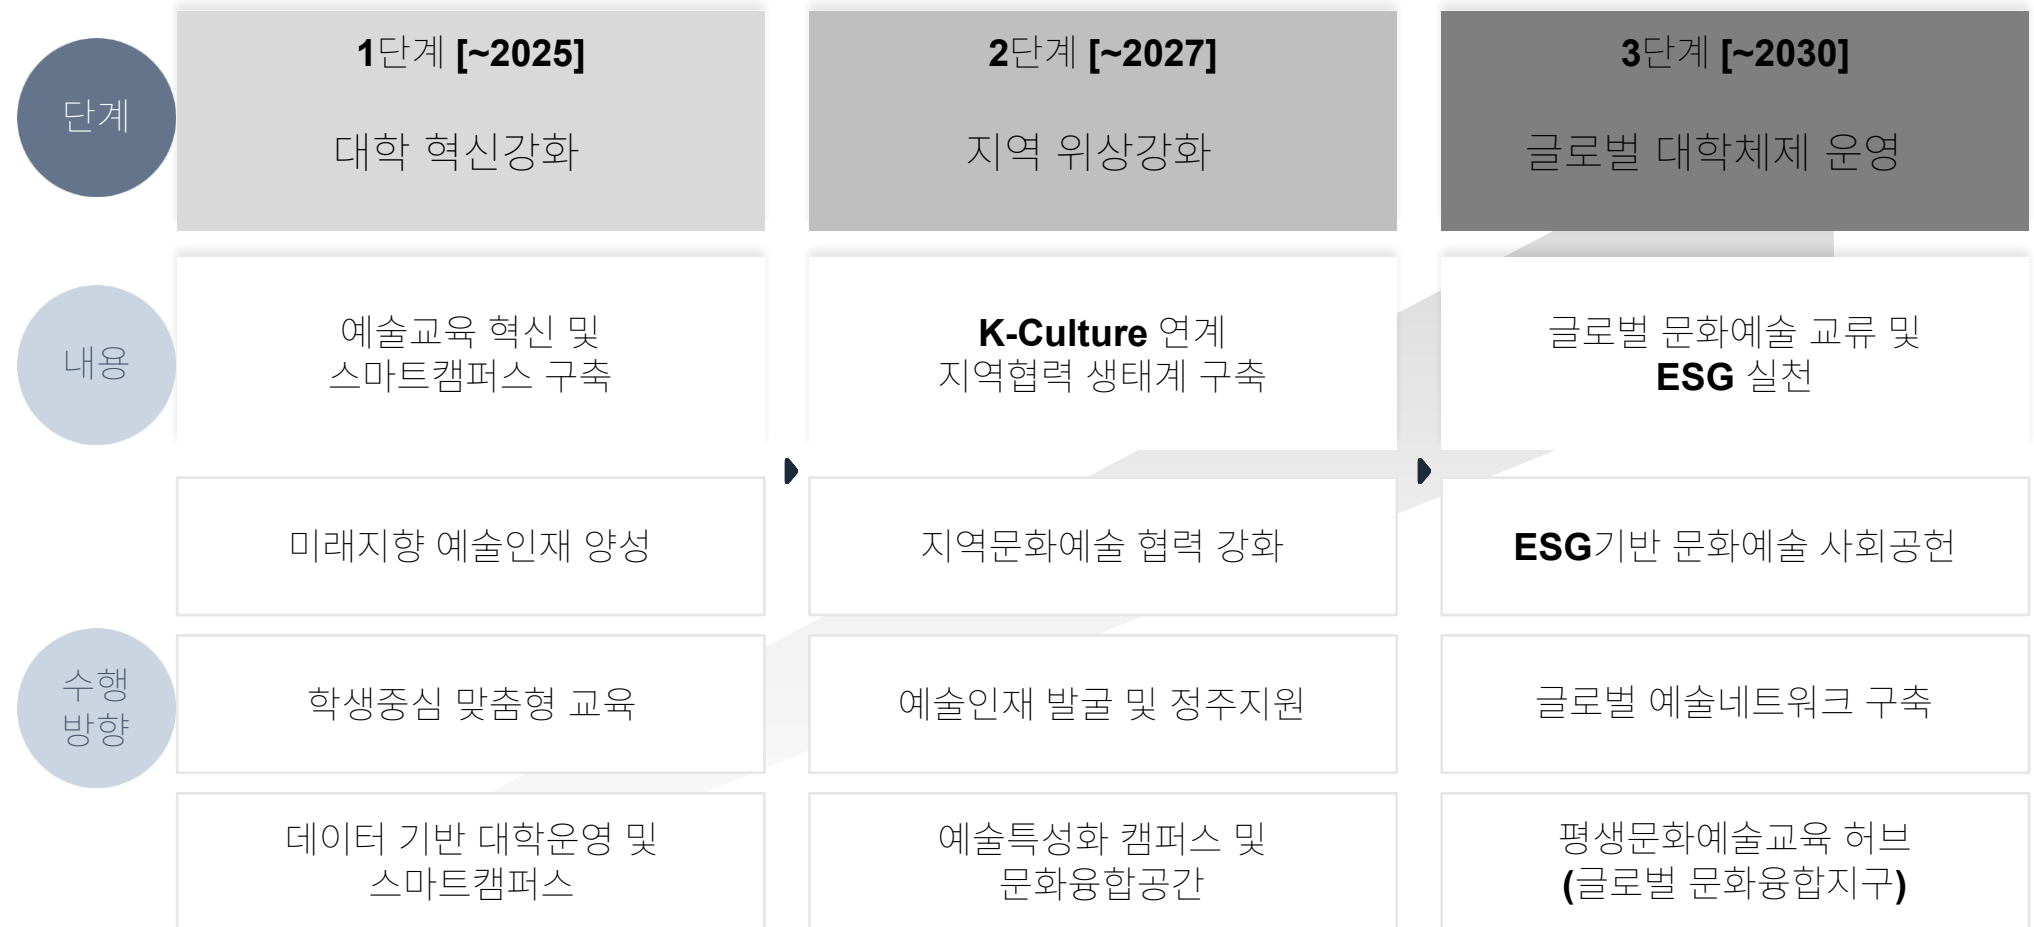 단계
1단계 [~2025]
대학 혁신강화
2단계 [~2027]
지역 위상강화
3단계 [~2030]
글로벌 대학체제 운영
내용
예술교육 혁신 및
스마트캠퍼스 구축
K-Culture 연계
지역협력 생태계 구축
글로벌 문화예술 교류 및
ESG 실천
수행
방향
미래지향 예술인재 양성
지역문화예술 협력 강화
ESG기반 문화예술 사회공헌
학생중심 맞춤형 교육
예술인재 발굴 및 정주지원
글로벌 예술네트워크 구축
데이터 기반 대학운영 및
스마트캠퍼스
예술특성화 캠퍼스 및
문화융합공간
평생문화예술교육 허브
(글로벌 문화융합지구)